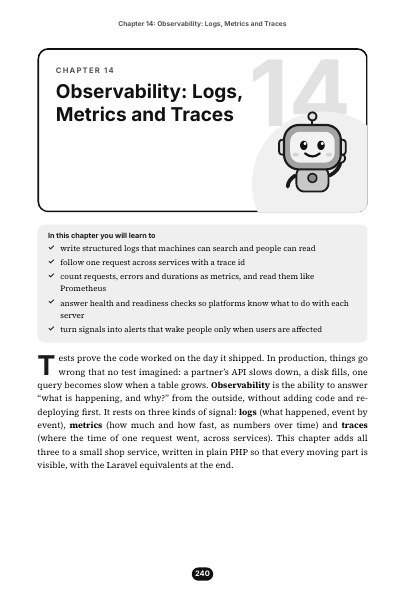 Chapter 14: Observability: Logs, Metrics and Traces
14
CHAPTER 14
Observability: Logs,
Metrics and Traces
In this chapter you will learn to
✓ write structured logs that machines can search and people can read
✓ follow one request across services with a trace id
✓ count requests, errors and durations as metrics, and read them like
Prometheus
✓ answer health and readiness checks so platforms know what to do with each
server
✓ turn signals into alerts that wake people only when users are affected
Tests prove the code worked on the day it shipped. In production, things go
wrong that no test imagined: a partner’s API slows down, a disk fills, one
query becomes slow when a table grows. Observability is the ability to answer
“what is happening, and why?” from the outside, without adding code and re-
deploying first. It rests on three kinds of signal: logs (what happened, event by
event), metrics (how much and how fast, as numbers over time) and traces
(where the time of one request went, across services). This chapter adds all
three to a small shop service, written in plain PHP so that every moving part is
visible, with the Laravel equivalents at the end.
240